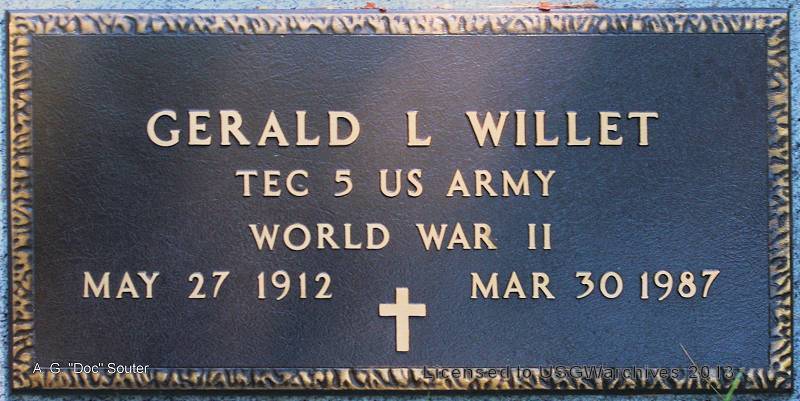 GERALD L WILLET
TEC 5 US ARMY
WORLD WAR II
MAY 27 1912 MAR 30 1987
A. G. "Doc" Souter
Licensed to USGWarchives 2013